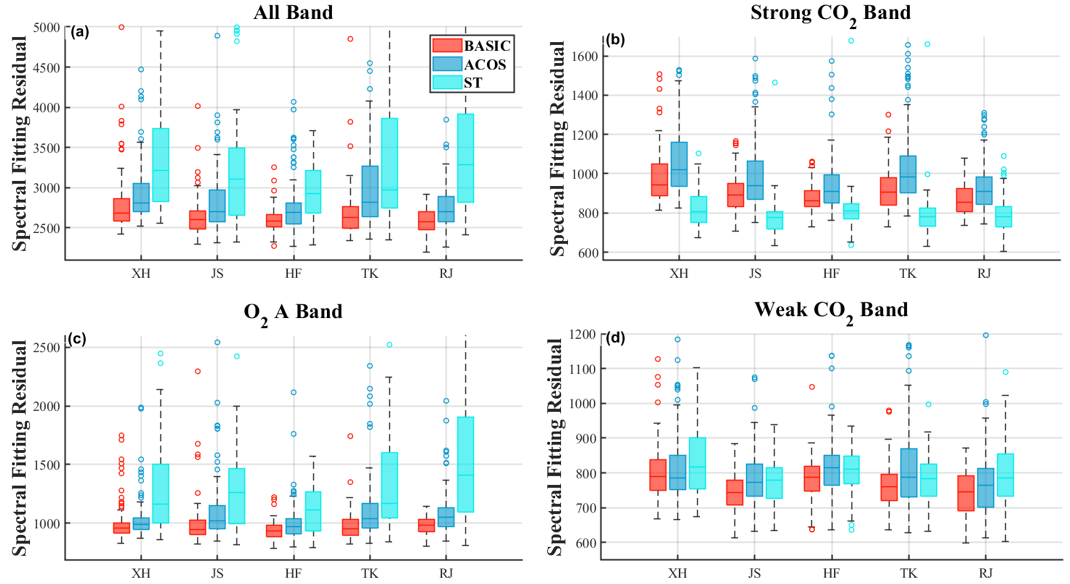 All Band
(a)
Spectral Fitting Residual
5000
4500
4000
3500
3000
2500
BASIC
ACOS
ST
XH JS HF TK RJ
Strong CO2 Band
(b)
Spectral Fitting Residual
1600
1400
1200
1000
800
600
XH JS HF TK RJ
O2 A Band
(c)
Spectral Fitting Residual
2500
2000
1500
1000
XH JS HF TK RJ
Weak CO2 Band
(d)
Spectral Fitting Residual
1200
1100
1000
900
800
700
600
XH JS HF TK RJ